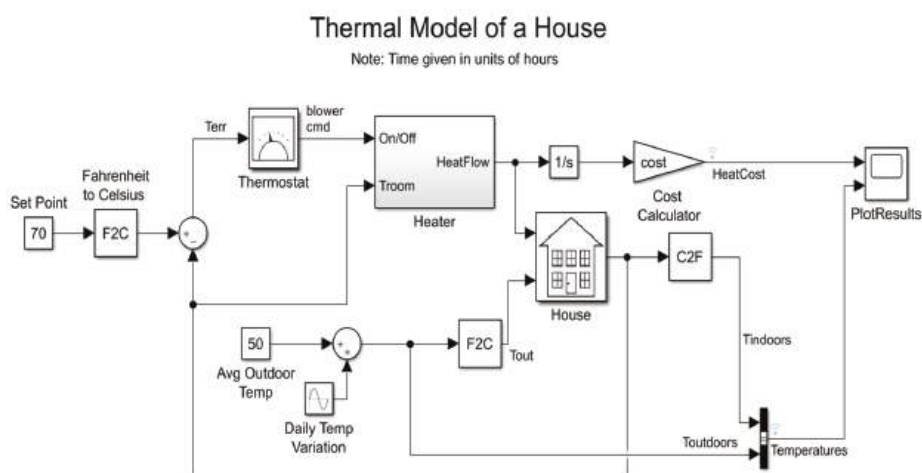 Thermal Model of a House
Note: Time given in units of hours
blower
cmd
Terr
On/Off
HeatFlow
1/s
cost
HeatCost
Fahrenheit
to Celsius
Thermostat
Troom
Cost
Calculator
PlotResults
Set Point
Heater
70
F2C
C2F
House
50
F2C
Tout
Tindoors
Avg Outdoor
Temp
Daily Temp
Variation
Toutdoors
Temperatures